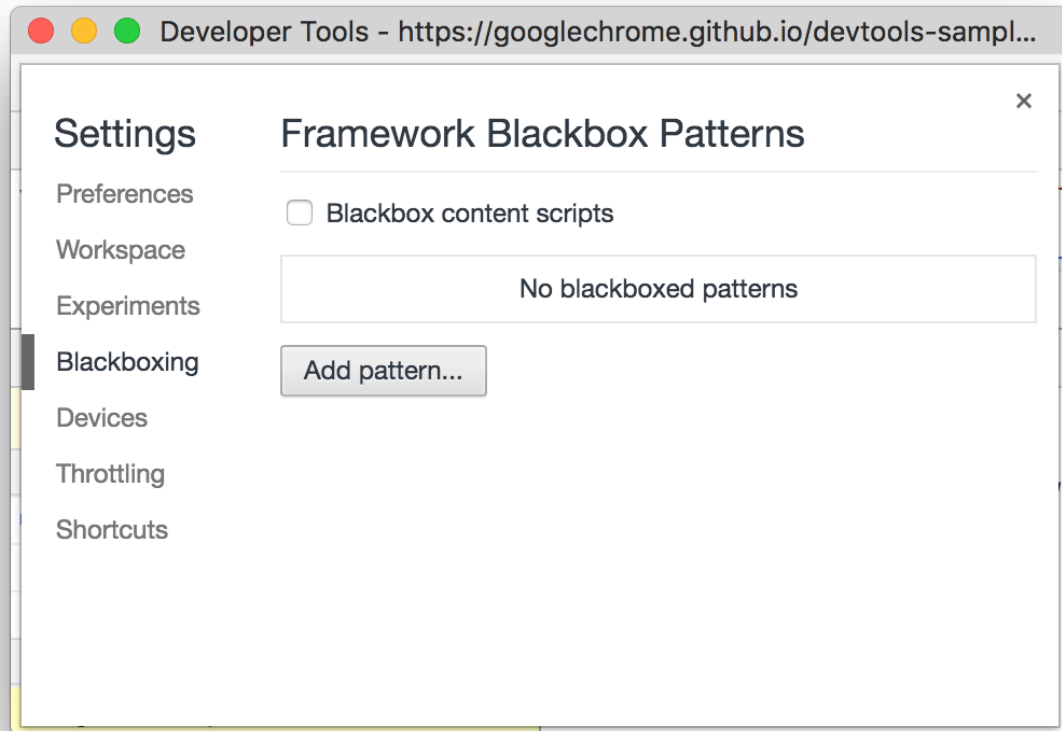 Developer Tools - https://googlechrome.github.io/devtools-sampl...
Settings
Preferences
Workspace
Experiments
Blackboxing
Devices
Throttling
Shortcuts
Framework Blackbox Patterns
Blackbox content scripts
No blackboxed patterns
Add pattern...